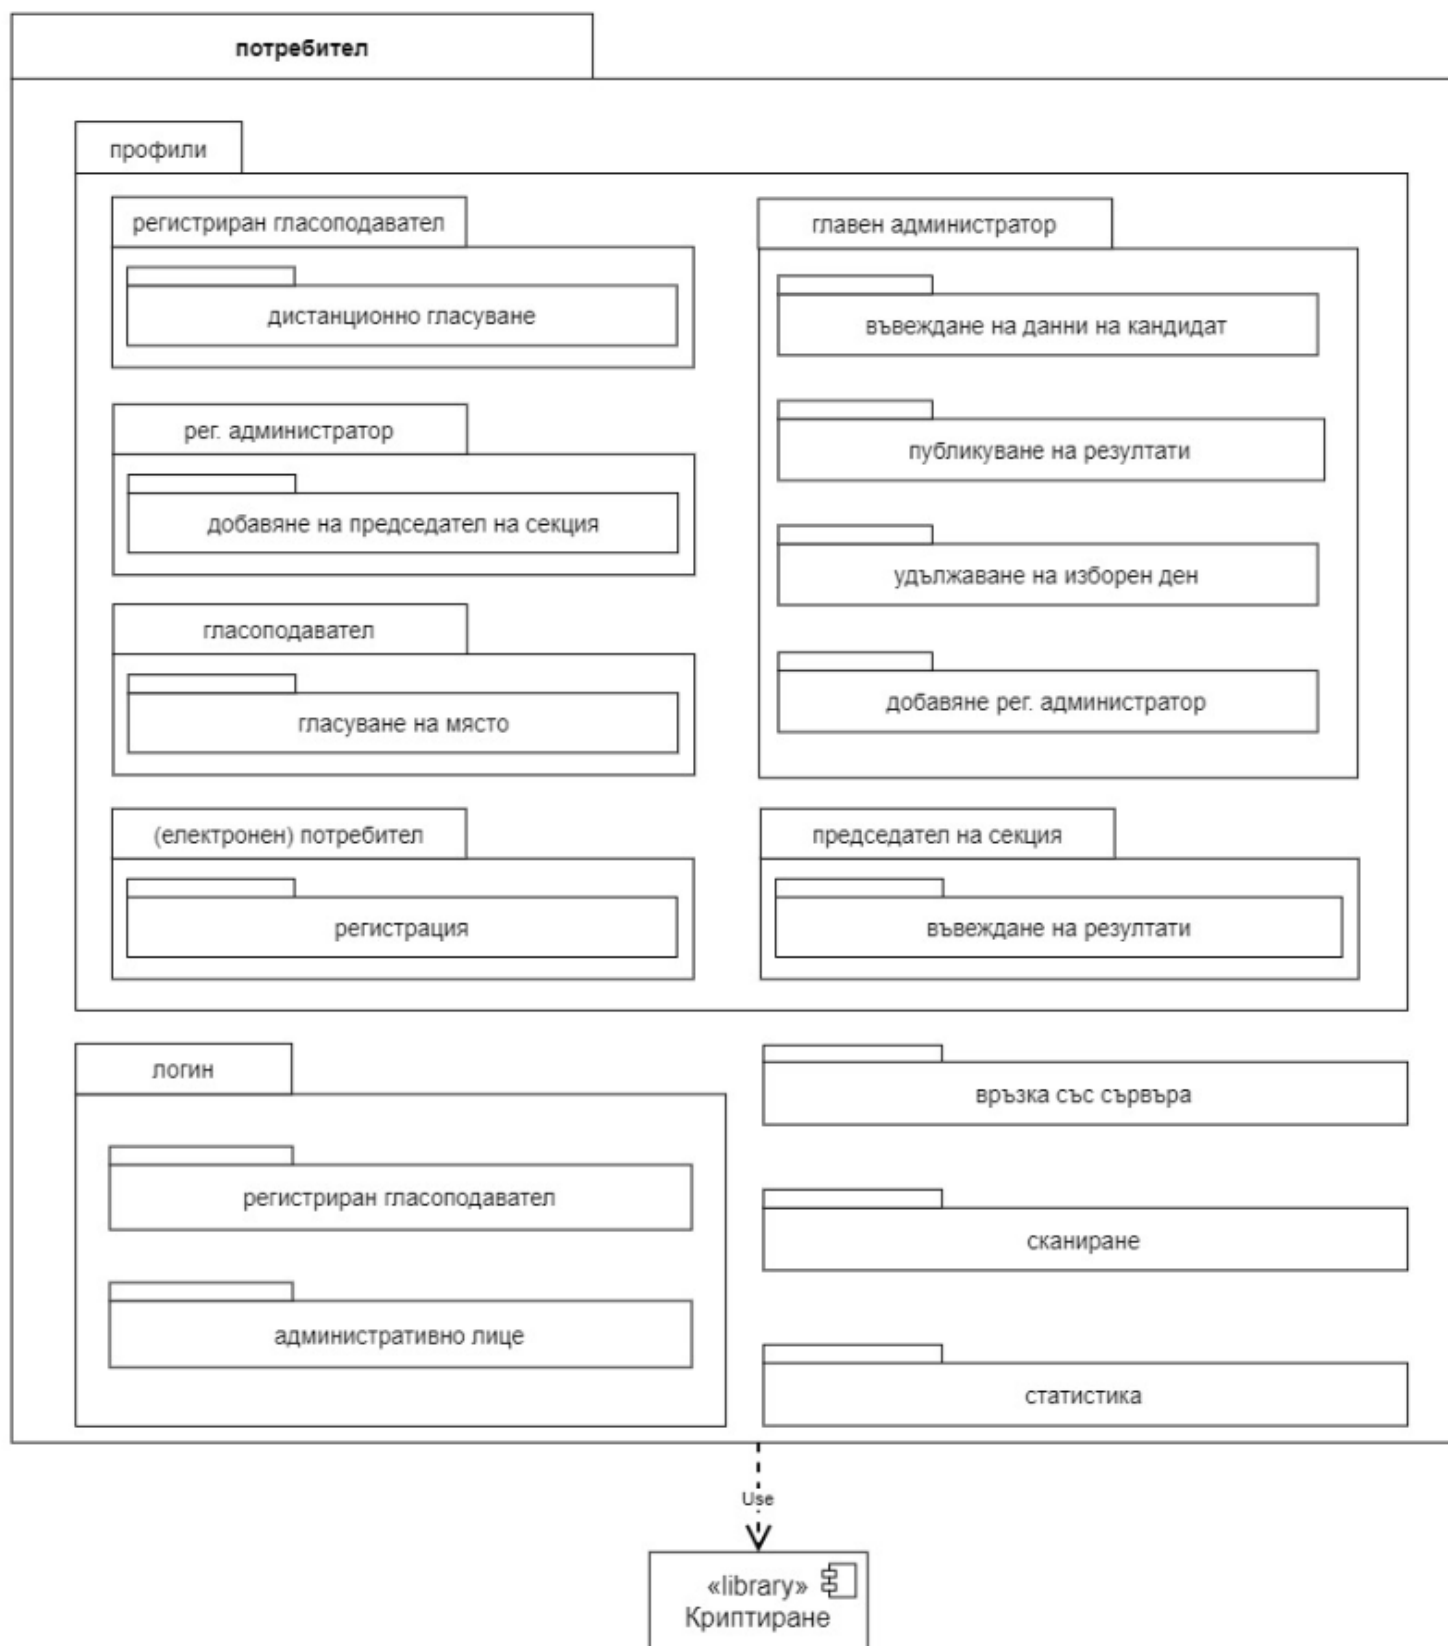 потребител
профили
регистриран гласоподавател
дистанционно гласуване
рег. администратор
добавяне на председател на секция
гласоподавател
гласуване на място
(електронен) потребител
регистрация
главен администратор
въвеждане на данни на кандидат
публикуване на резултати
удължаване на изборен ден
добавяне рег. администратор
председател на секция
въвеждане на резултати
логин
регистриран гласоподавател
административно лице
връзка със сървъра
сканиране
статистика
Use
«library»
Криптиране